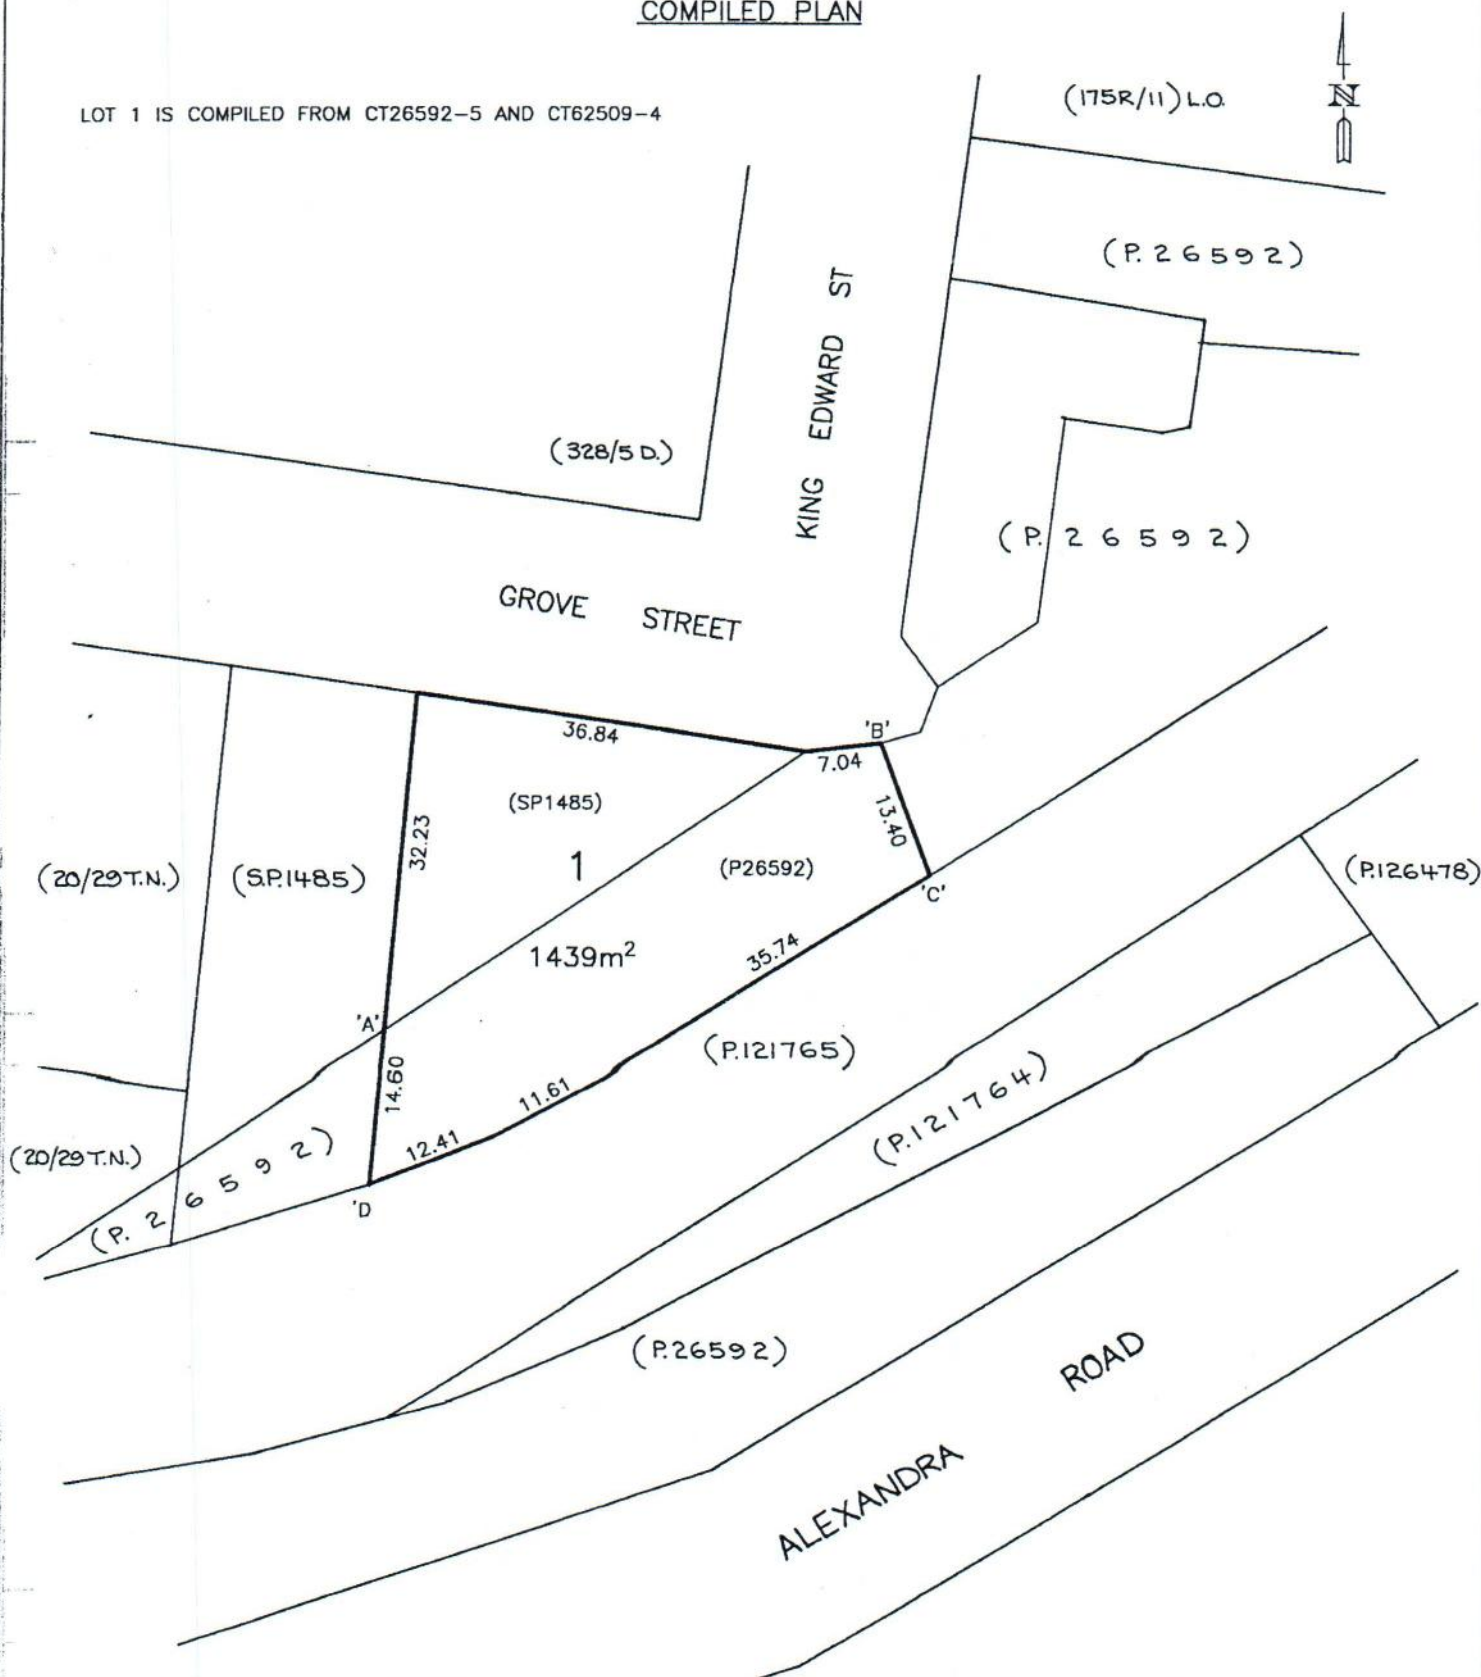 COMPILED PLAN
LOT 1 IS COMPILED FROM CT26592-5 AND CT62509-4
(175R/11) L.O.
N
(P. 26592)
KING EDWARD ST
(328/5 D.)
(P. 26592)
GROVE STREET
36.84
'B'
7.04
(SP1485)
13.40
32.23
1
(P26592)
(20/29 T.N.)
(S.P.1485)
(P.126478)
'C'
35.74
1439m²
'A'
(P.121765)
14.60
11.61
(P.121764)
12.41
(20/29 T.N.)
(P. 26592)
'D
(P.26592)
ALEXANDRA ROAD